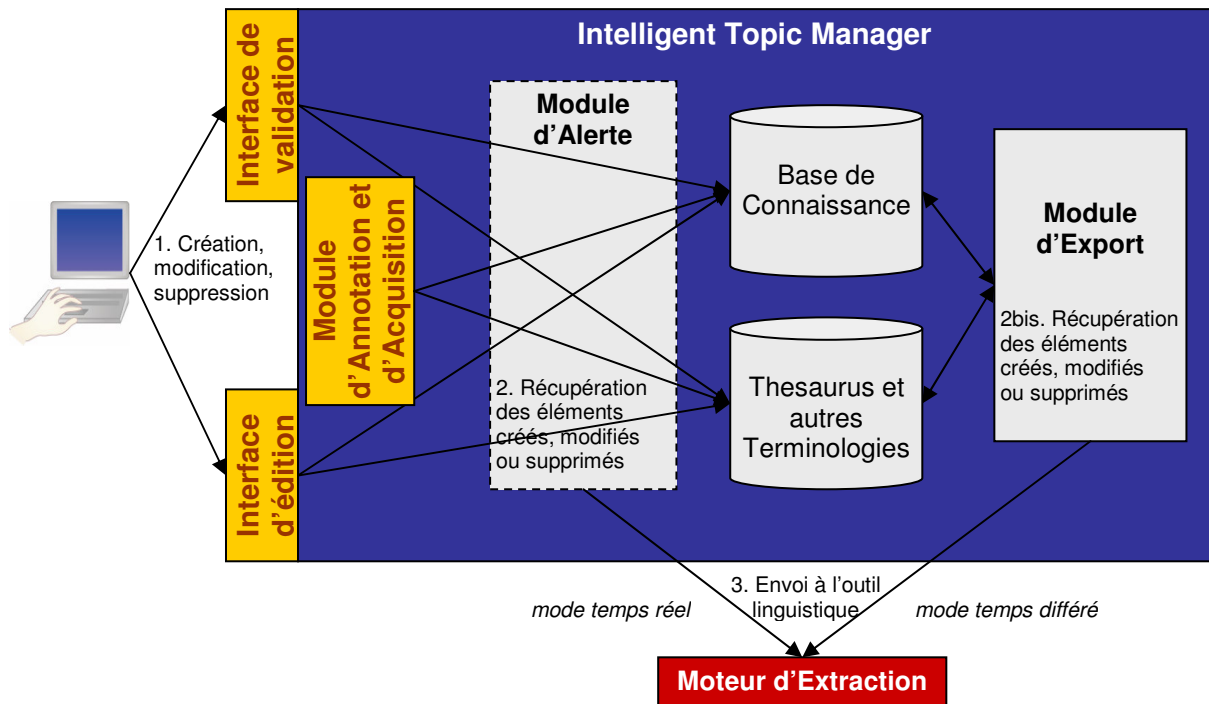 Intelligent Topic Manager
Interface de
validation
Module
d'Alerte
Base de
Connaissance
Module
d'Export
1. Création,
modification,
suppression
Module
d'Annotation et
d'Acquisition
2bis. Récupération
des éléments
créés, modifiés
ou supprimés
2. Récupération
des éléments
créés, modifiés
ou supprimés
Thesaurus et
autres
Terminologies
Interface
d'édition
3. Envoi à l'outil
linguistique
mode temps réel
mode temps différé
Moteur d'Extraction